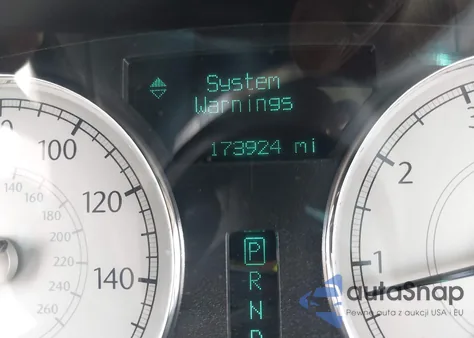 System
Warnings
173924 mi
100
120
140
140
160
180
200
220
240
260
P
R
N
D
3
2
1
autoSnap
Pewne auta z aukcji USA i EU